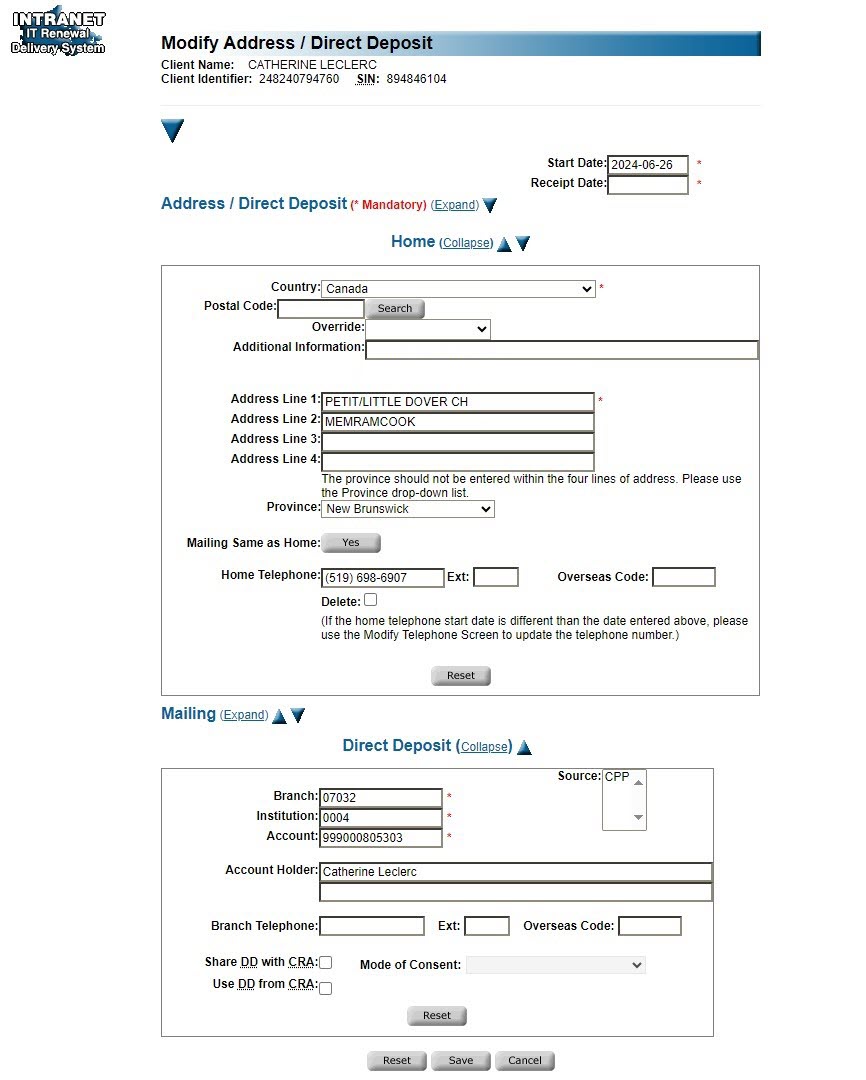 INTRANET
IT Renewal
Delivery System
Modify Address / Direct Deposit
Client Name: CATHERINE LECLERC
Client Identifier: 248240794760 SIN: 894846104
Start Date: 2024-06-26 *
Receipt Date: *
Address / Direct Deposit (* Mandatory) (Expand)
Home (Collapse)
Country: Canada *
Postal Code: Search
Override:
Additional Information:
Address Line 1: PETIT/LITTLE DOVER CH *
Address Line 2: MEMRAMCOOK
Address Line 3:
Address Line 4:
The province should not be entered within the four lines of address. Please use
the Province drop-down list.
Province: New Brunswick
Mailing Same as Home: Yes
Home Telephone: (519) 698-6907 Ext: Overseas Code:
Delete:
(If the home telephone start date is different than the date entered above, please
use the Modify Telephone Screen to update the telephone number.)
Reset
Mailing (Expand)
Direct Deposit (Collapse)
Source: CPP
Branch: 07032 *
Institution: 0004 *
Account: 999000805303 *
Account Holder: Catherine Leclerc
Branch Telephone: Ext: Overseas Code:
Share DD with CRA: Mode of Consent:
Use DD from CRA:
Reset
Reset Save Cancel